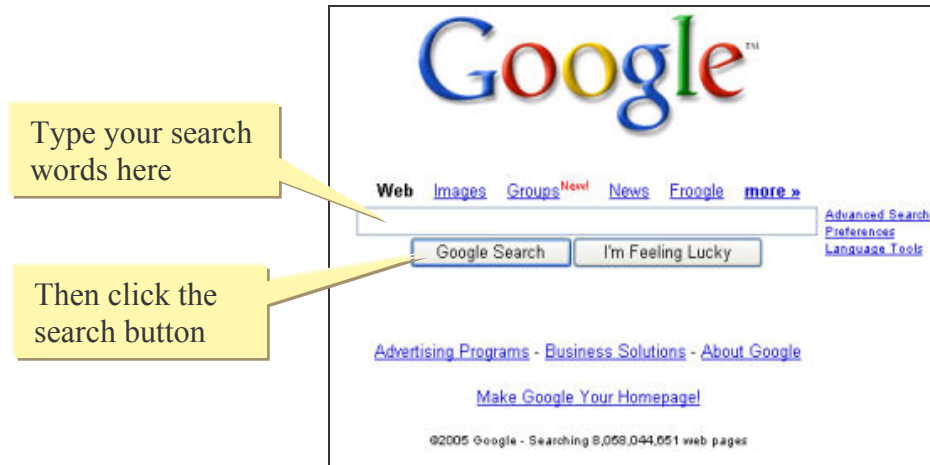 Google™
Type your search
words here
Web Images Groups New! News Froogle more »
Advanced Search
Preferences
Language Tools
Google Search I'm Feeling Lucky
Then click the
search button
Advertising Programs - Business Solutions - About Google
Make Google Your Homepage!
©2005 Google - Searching 8,058,044,651 web pages